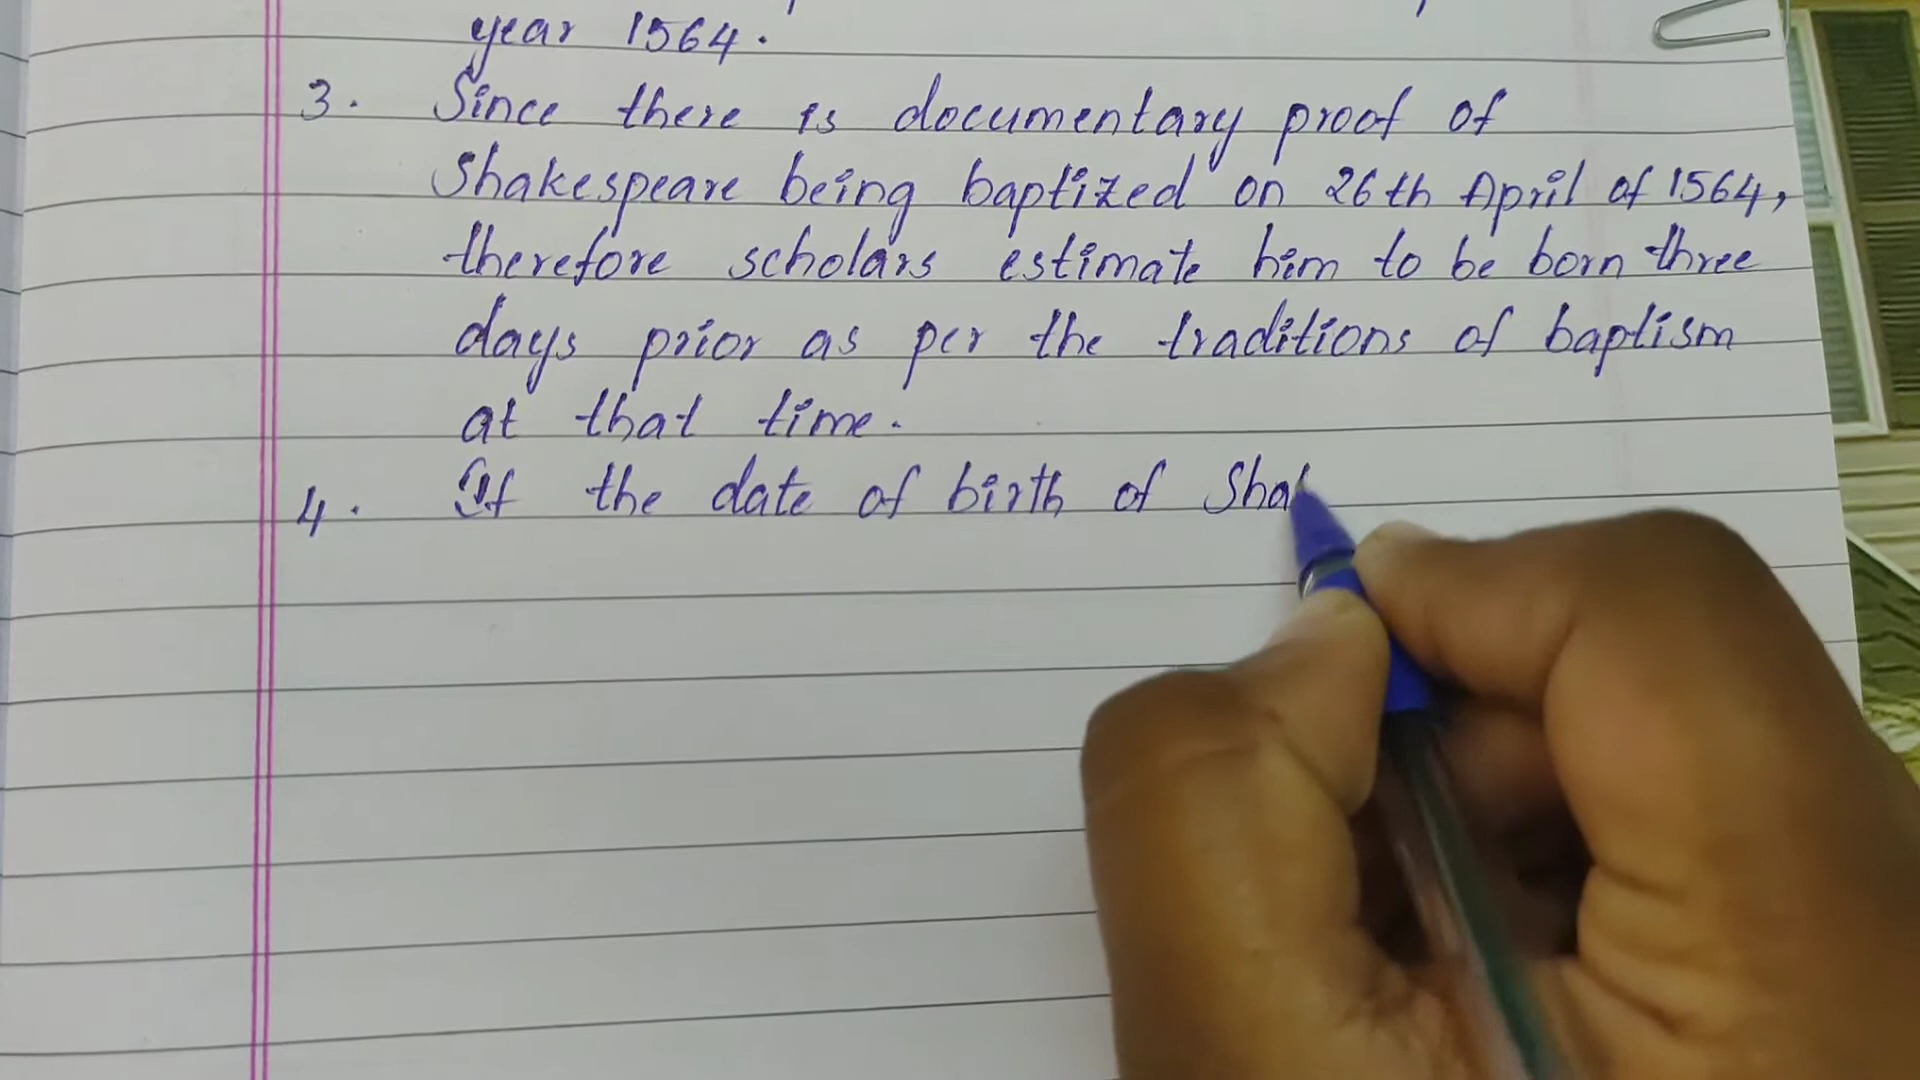 year 1564.
3. Since there is documentary proof of
Shakespeare being baptized on 26th April of 1564,
therefore scholars estimate him to be born three
days prior as per the traditions of baptism
at that time.
4. If the date of birth of Sha